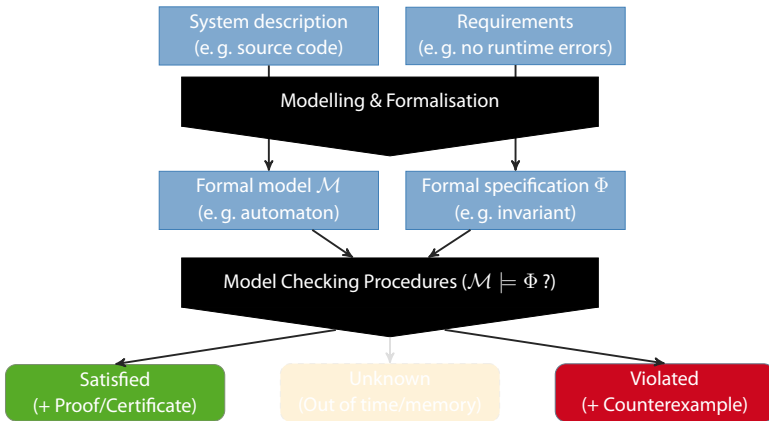 System description
(e. g. source code)
Requirements
(e. g. no runtime errors)
Modelling & Formalisation
Formal model ℳ
(e. g. automaton)
Formal specification Φ
(e. g. invariant)
Model Checking Procedures (ℳ ⊨ Φ ?)
Satisfied
(+ Proof/Certificate)
Unknown
(Out of time/memory)
Violated
(+ Counterexample)